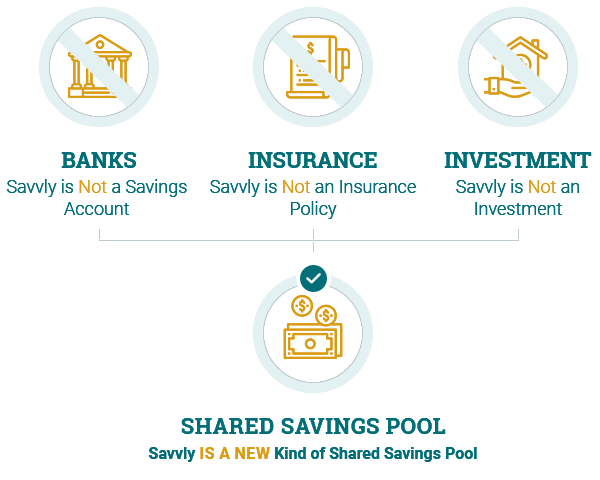 BANKS
Savvly is Not a Savings
Account
INSURANCE
Savvly is Not an Insurance
Policy
INVESTMENT
Savvly is Not an
Investment
SHARED SAVINGS POOL
Savvly IS A NEW Kind of Shared Savings Pool